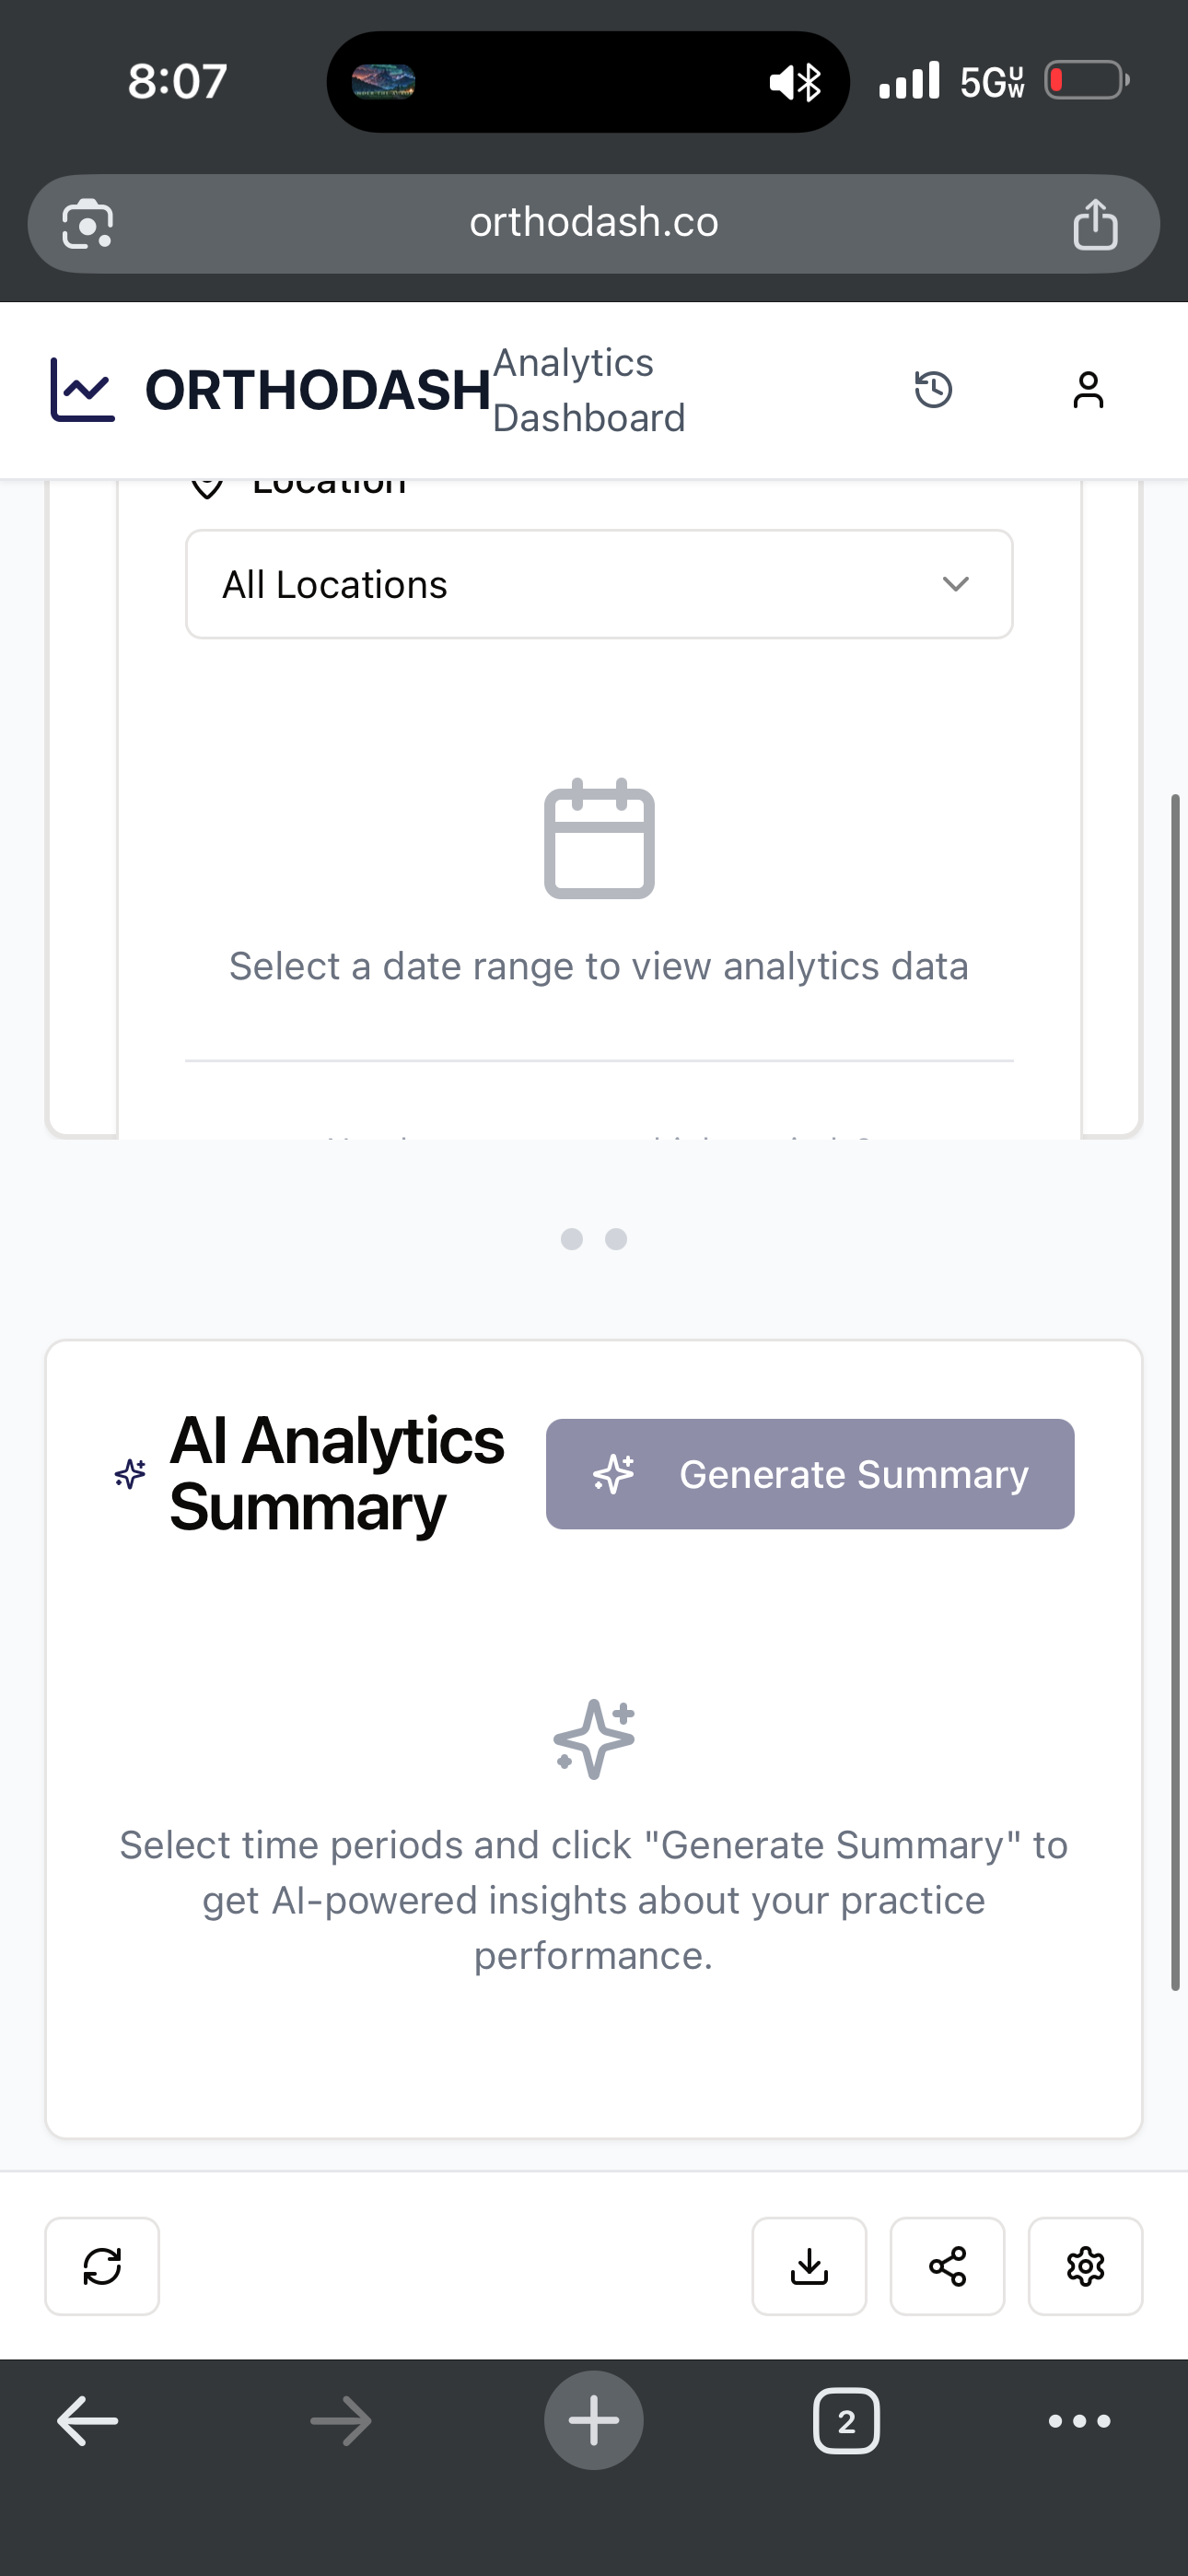 8:07
5G UW
orthodash.co
ORTHODASH
Analytics
Dashboard
Location
All Locations
Select a date range to view analytics data
AI Analytics
Summary
Generate Summary
Select time periods and click "Generate Summary" to
get AI-powered insights about your practice
performance.
2